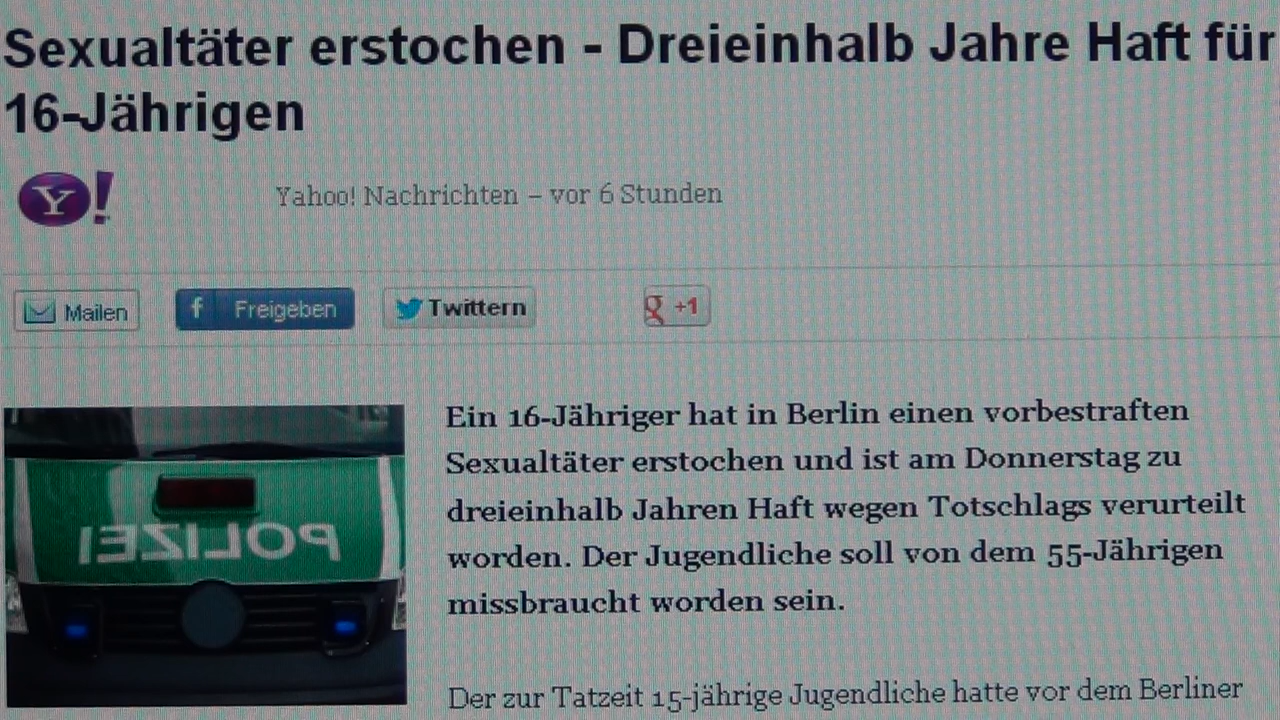 Sexualtäter erstochen - Dreieinhalb Jahre Haft für
16-Jährigen
Y!
Yahoo! Nachrichten – vor 6 Stunden
Mailen
f Freigeben
Twittern
g +1
POLIZEI
Ein 16-Jähriger hat in Berlin einen vorbestraften
Sexualtäter erstochen und ist am Donnerstag zu
dreieinhalb Jahren Haft wegen Totschlags verurteilt
worden. Der Jugendliche soll von dem 55-Jährigen
missbraucht worden sein.
Der zur Tatzeit 15-jährige Jugendliche hatte vor dem Berliner